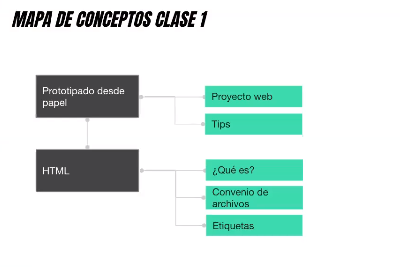 MAPA DE CONCEPTOS CLASE 1
Prototipado desde
papel
Proyecto web
Tips
HTML
¿Qué es?
Convenio de
archivos
Etiquetas